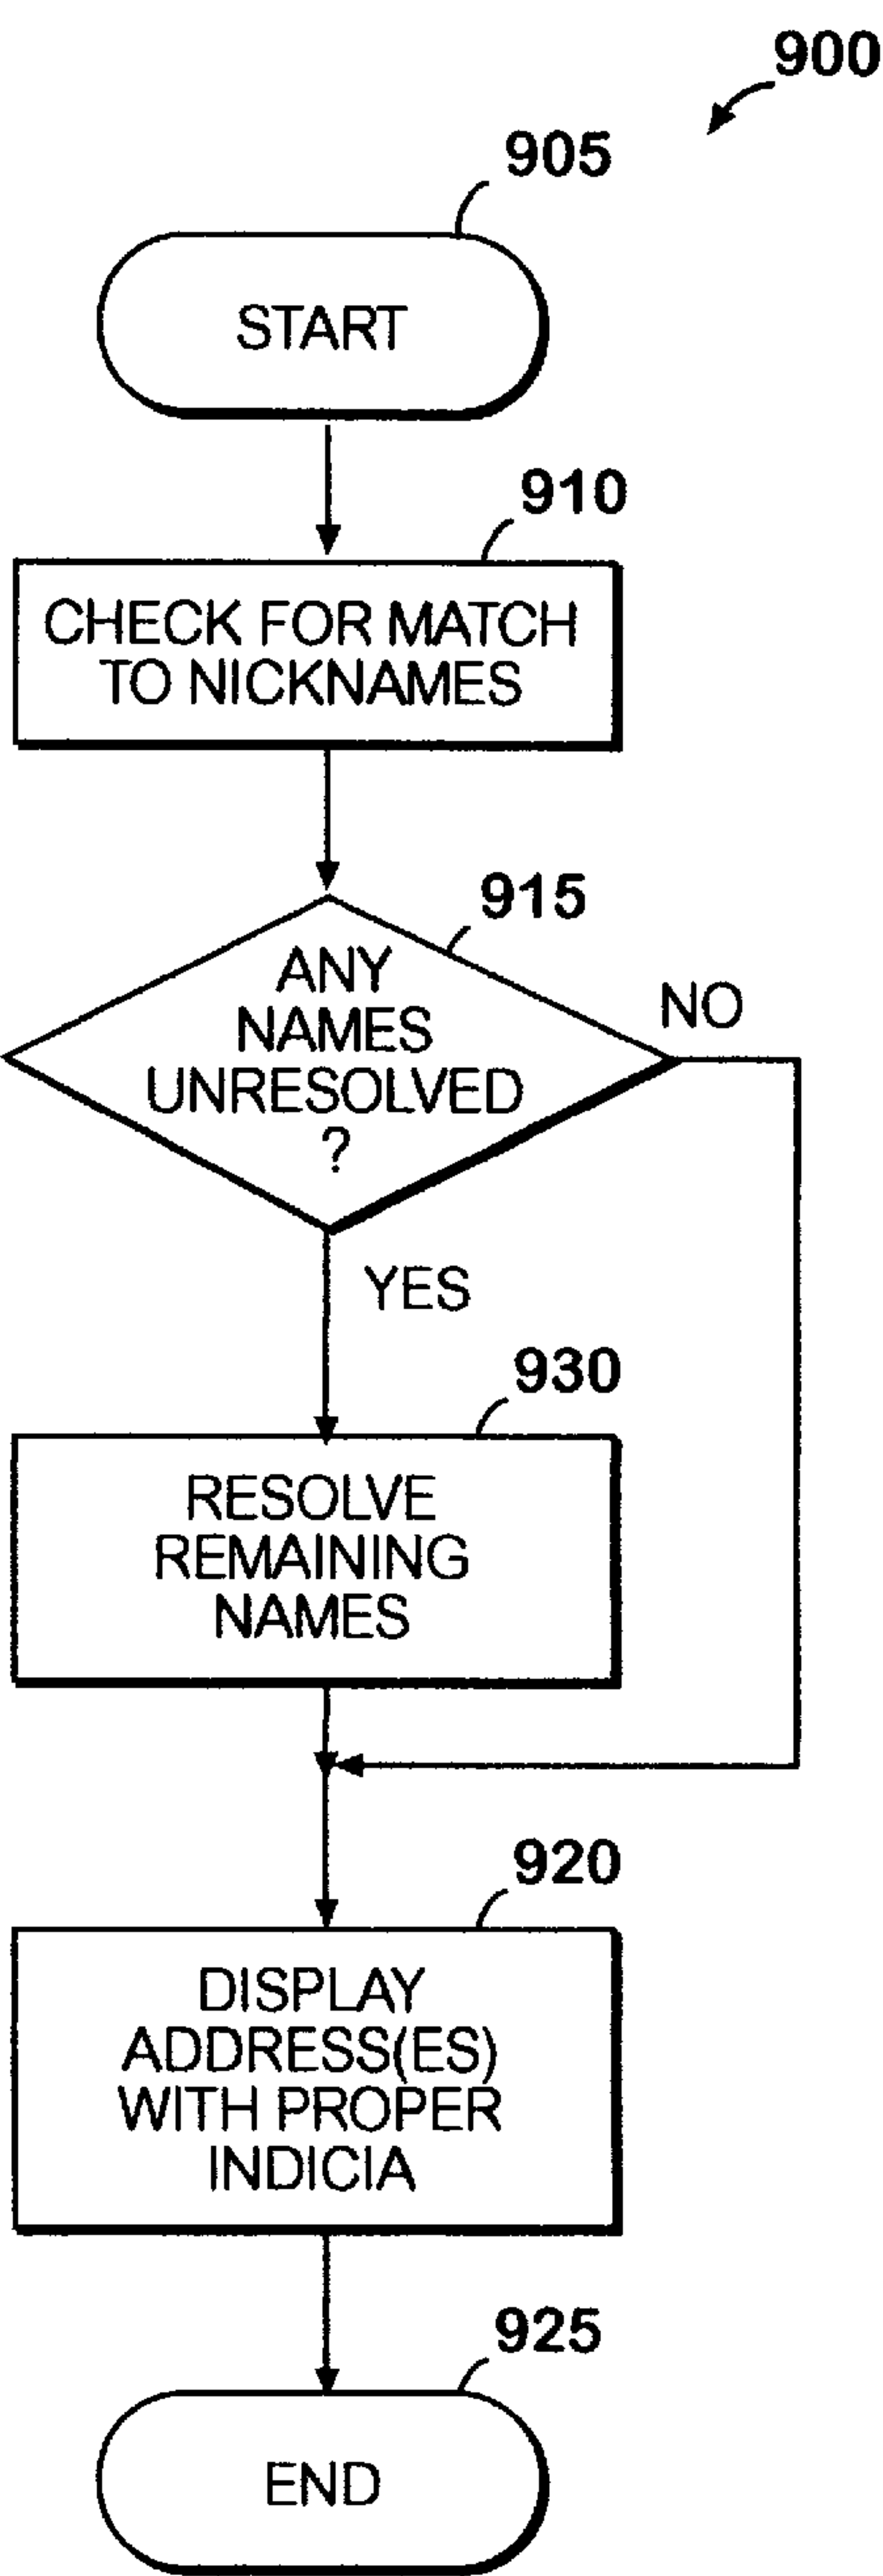 900
905
START
910
CHECK FOR MATCH
TO NICKNAMES
915
ANY
NAMES
UNRESOLVED
?
NO
YES
930
RESOLVE
REMAINING
NAMES
920
DISPLAY
ADDRESS(ES)
WITH PROPER
INDICIA
925
END